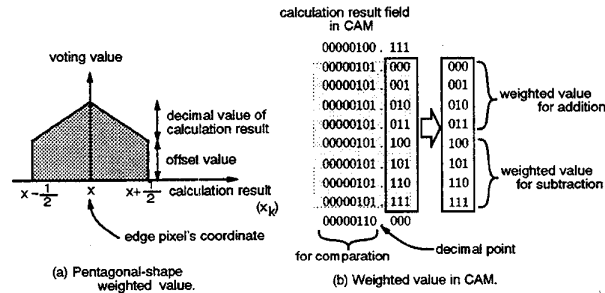 voting value
decimal value of
calculation result
offset value
x - 1/2
x
x + 1/2
calculation result
(xk)
edge pixel's coordinate
(a) Pentagonal-shape
weighted value.
calculation result field
in CAM
00000100 . 111
00000101 . 000
00000101 . 001
00000101 . 010
00000101 . 011
00000101 . 100
00000101 . 101
00000101 . 110
00000101 . 111
00000110 000
000
001
010
011
100
101
110
111
weighted value
for addition
weighted value
for subtraction
for comparation
decimal point
(b) Weighted value in CAM.